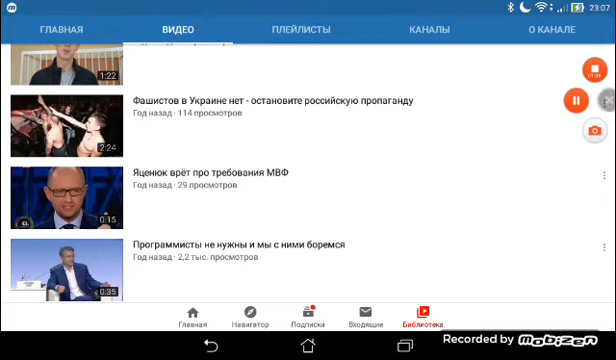 23:07
ГЛАВНАЯ ВИДЕО ПЛЕЙЛИСТЫ КАНАЛЫ О КАНАЛЕ
1:22
Фашистов в Украине нет - остановите российскую пропаганду
Год назад · 114 просмотров
2:24
Яценюк врёт про требования МВФ
Год назад · 29 просмотров
0:15
Программисты не нужны и мы с ними боремся
Год назад · 2,2 тыс. просмотров
0:35
Главная Навигатор Подписки Входящие Библиотека
Recorded by mobizen